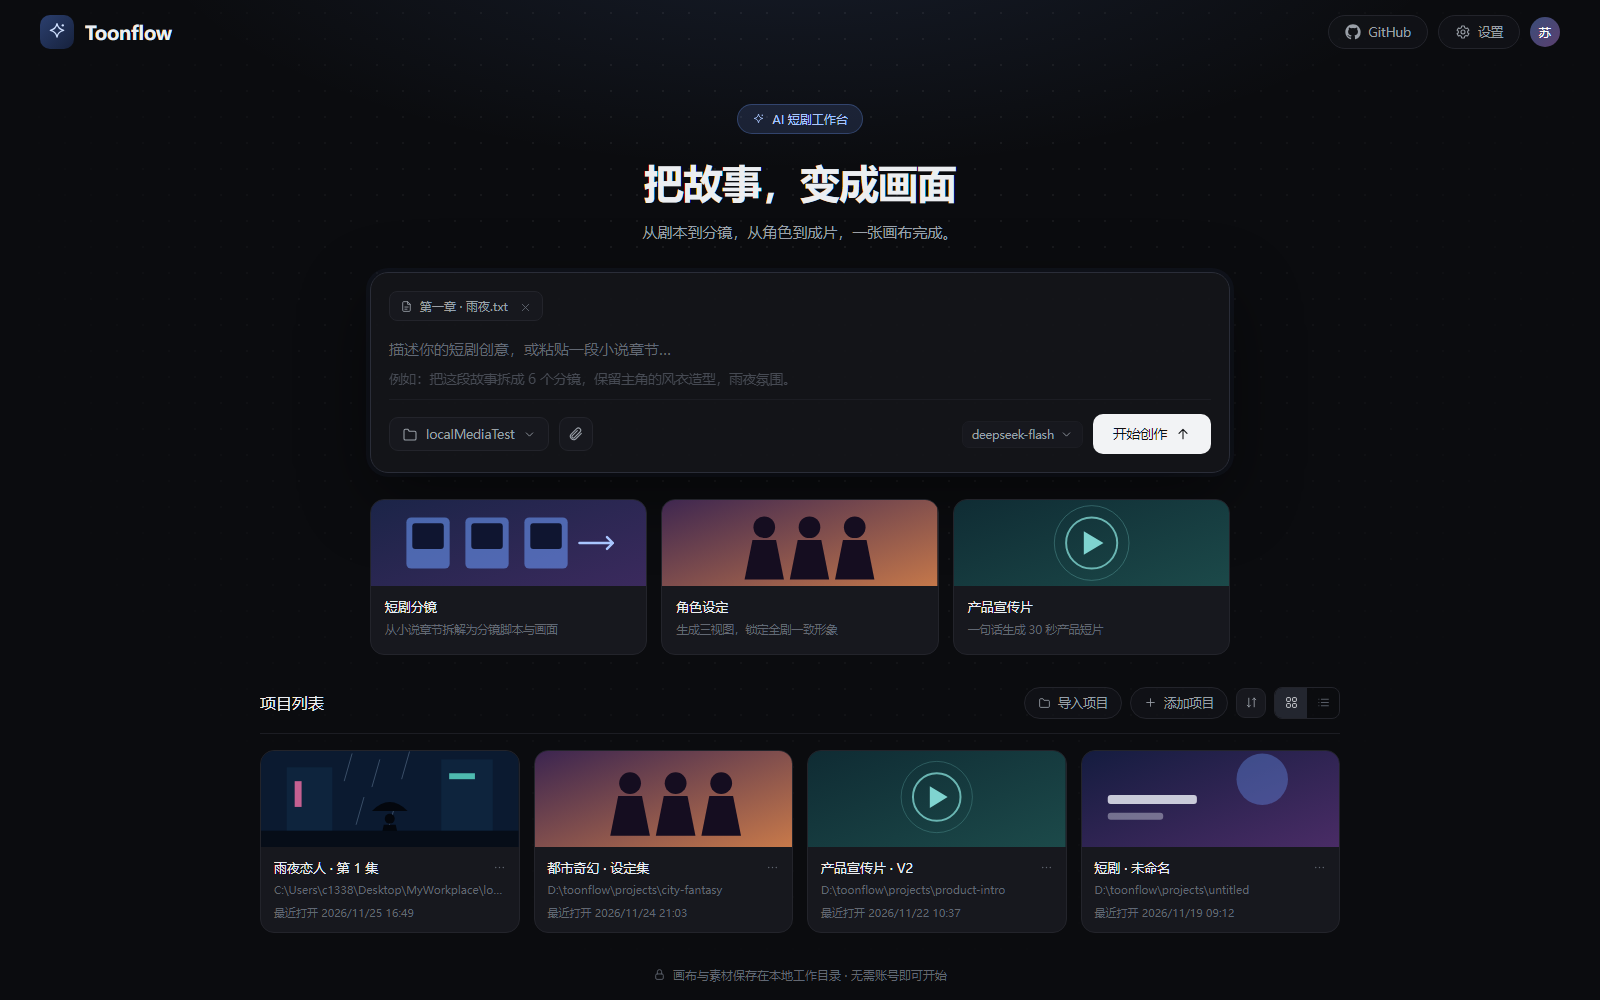 Toonflow
GitHub
设置
苏
AI 短剧工作台
把故事，变成画面
从剧本到分镜，从角色到成片，一张画布完成。
第一章 · 雨夜.txt
描述你的短剧创意，或粘贴一段小说章节...
例如：把这段故事拆成 6 个分镜，保留主角的风衣造型，雨夜氛围。
localMediaTest
deepseek-flash
开始创作
短剧分镜
从小说章节拆解为分镜脚本与画面
角色设定
生成三视图，锁定全剧一致形象
产品宣传片
一句话生成 30 秒产品短片
项目列表
导入项目
添加项目
雨夜恋人 · 第 1 集
C:\Users\c1338\Desktop\MyWorkplace\lo...
最近打开 2026/11/25 16:49
都市奇幻 · 设定集
D:\toonflow\projects\city-fantasy
最近打开 2026/11/24 21:03
产品宣传片 · V2
D:\toonflow\projects\product-intro
最近打开 2026/11/22 10:37
短剧 · 未命名
D:\toonflow\projects\untitled
最近打开 2026/11/19 09:12
画布与素材保存在本地工作目录 · 无需账号即可开始